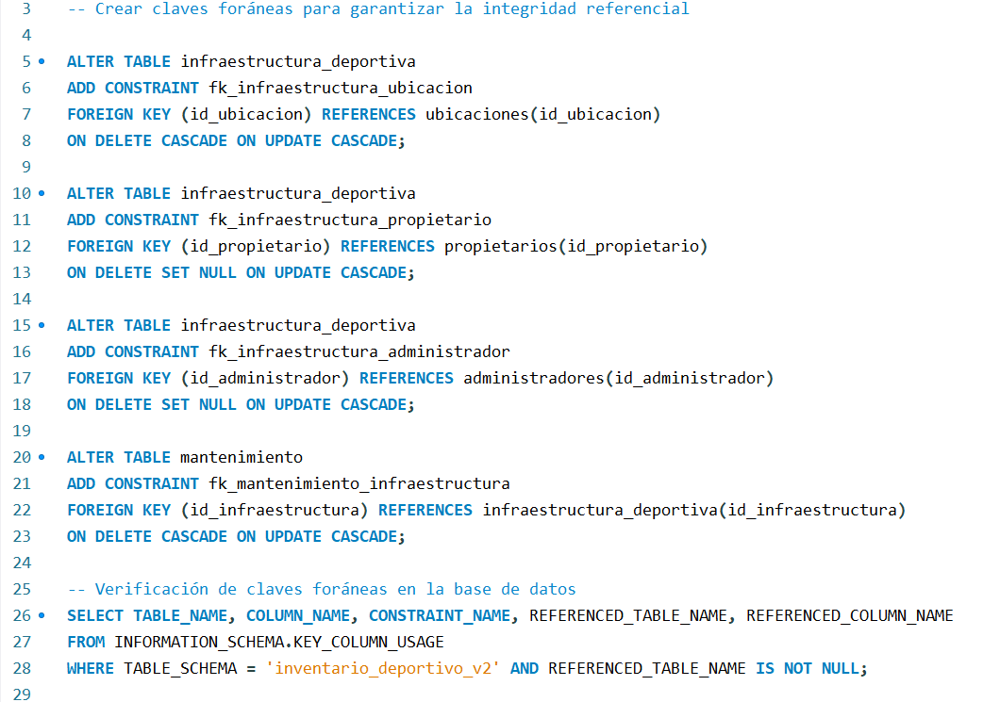 3 -- Crear claves foráneas para garantizar la integridad referencial
4
5 ALTER TABLE infraestructura_deportiva
6 ADD CONSTRAINT fk_infraestructura_ubicacion
7 FOREIGN KEY (id_ubicacion) REFERENCES ubicaciones(id_ubicacion)
8 ON DELETE CASCADE ON UPDATE CASCADE;
9
10 ALTER TABLE infraestructura_deportiva
11 ADD CONSTRAINT fk_infraestructura_propietario
12 FOREIGN KEY (id_propietario) REFERENCES propietarios(id_propietario)
13 ON DELETE SET NULL ON UPDATE CASCADE;
14
15 ALTER TABLE infraestructura_deportiva
16 ADD CONSTRAINT fk_infraestructura_administrador
17 FOREIGN KEY (id_administrador) REFERENCES administradores(id_administrador)
18 ON DELETE SET NULL ON UPDATE CASCADE;
19
20 ALTER TABLE mantenimiento
21 ADD CONSTRAINT fk_mantenimiento_infraestructura
22 FOREIGN KEY (id_infraestructura) REFERENCES infraestructura_deportiva(id_infraestructura)
23 ON DELETE CASCADE ON UPDATE CASCADE;
24
25 -- Verificación de claves foráneas en la base de datos
26 SELECT TABLE_NAME, COLUMN_NAME, CONSTRAINT_NAME, REFERENCED_TABLE_NAME, REFERENCED_COLUMN_NAME
27 FROM INFORMATION_SCHEMA.KEY_COLUMN_USAGE
28 WHERE TABLE_SCHEMA = 'inventario_deportivo_v2' AND REFERENCED_TABLE_NAME IS NOT NULL;
29